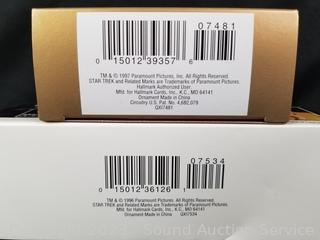 07481
0 15012 39357 6
TM & © 1997 Paramount Pictures, Inc. All Rights Reserved.
STAR TREK and Related Marks are Trademarks of Paramount Pictures.
Hallmark Authorized User.
Mfd. for Hallmark Cards, Inc., K.C., MO 64141
Ornament Made in China
Circuitry U.S. Pat. No. 4,682,079
QXI7481
07534
0 15012 36126 1
TM & © 1996 Paramount Pictures, Inc. All Rights Reserved.
STAR TREK and Related Marks are Trademarks of Paramount Pictures.
Mfd. for Hallmark Cards, Inc., K.C., MO 64141
Ornament Made in China
QXI7534
Sound Auction Service